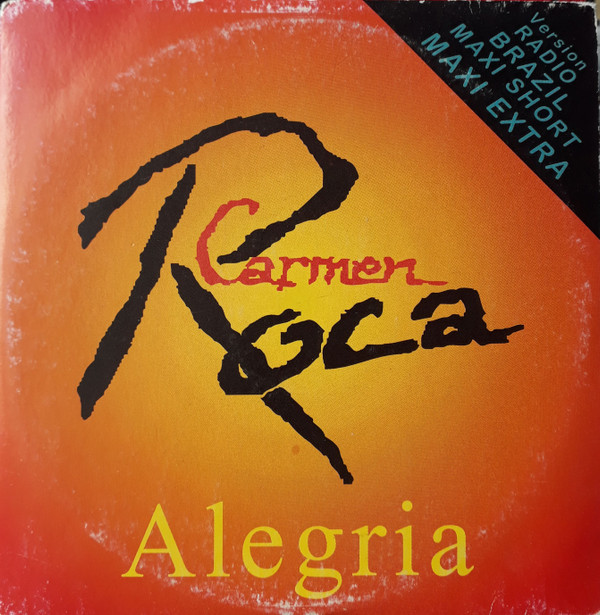 Version
RADIO
BRAZIL
MAXI SHORT
MAXI EXTRA
Carmen
Roca
Alegria